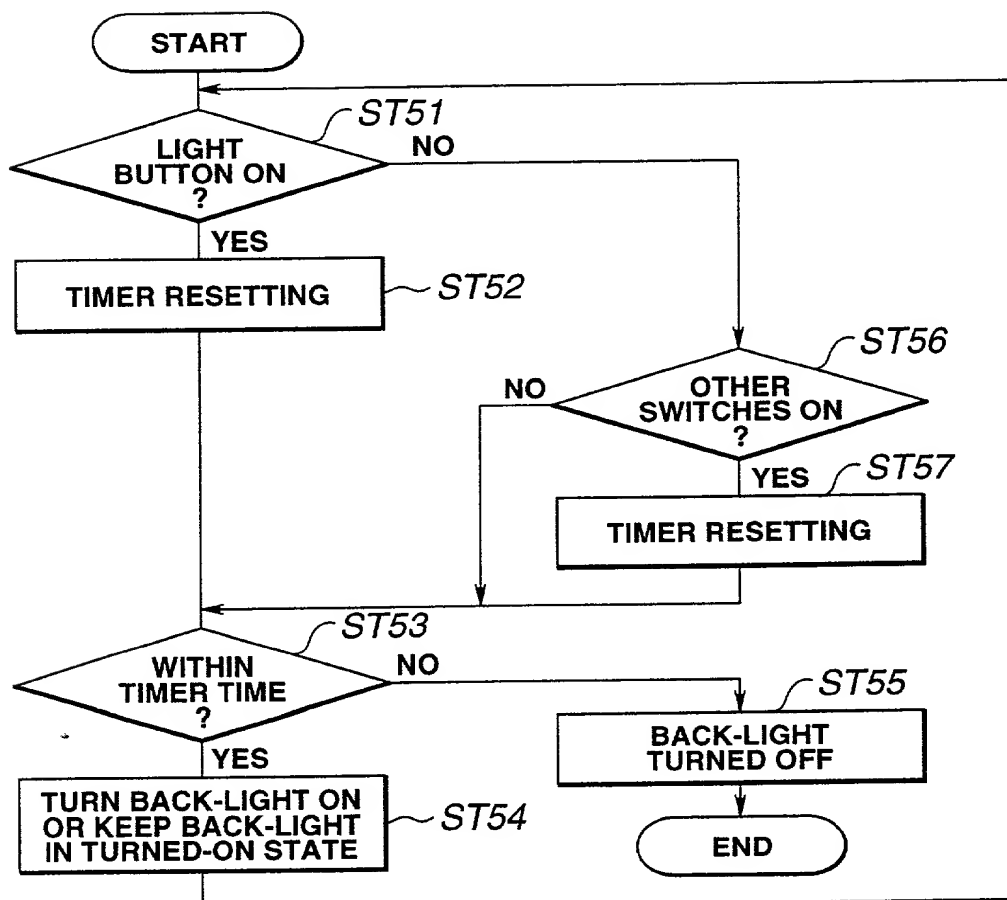 START
ST51
LIGHT
BUTTON ON
?
NO
YES
TIMER RESETTING
ST52
ST56
OTHER
SWITCHES ON
?
NO
YES
ST57
TIMER RESETTING
ST53
WITHIN
TIMER TIME
?
NO
YES
ST55
BACK-LIGHT
TURNED OFF
TURN BACK-LIGHT ON
OR KEEP BACK-LIGHT
IN TURNED-ON STATE
ST54
END